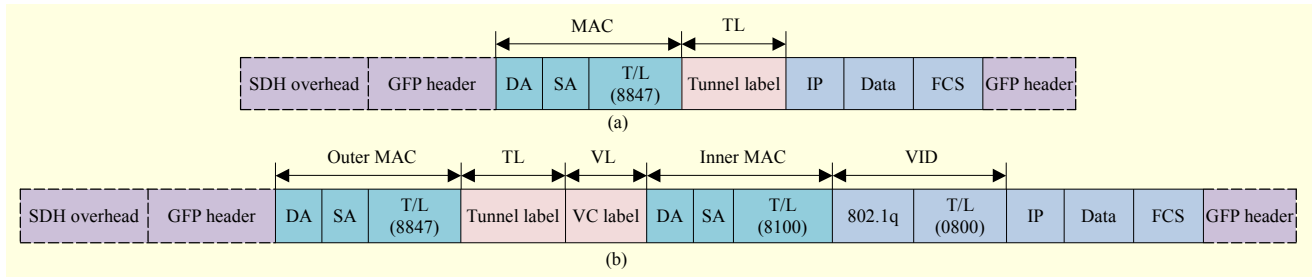 MAC TL
SDH overhead GFP header DA SA T/L (8847) Tunnel label IP Data FCS GFP header
(a)
Outer MAC TL VL Inner MAC VID
SDH overhead GFP header DA SA T/L (8847) Tunnel label VC label DA SA T/L (8100) 802.1q T/L (0800) IP Data FCS GFP header
(b)